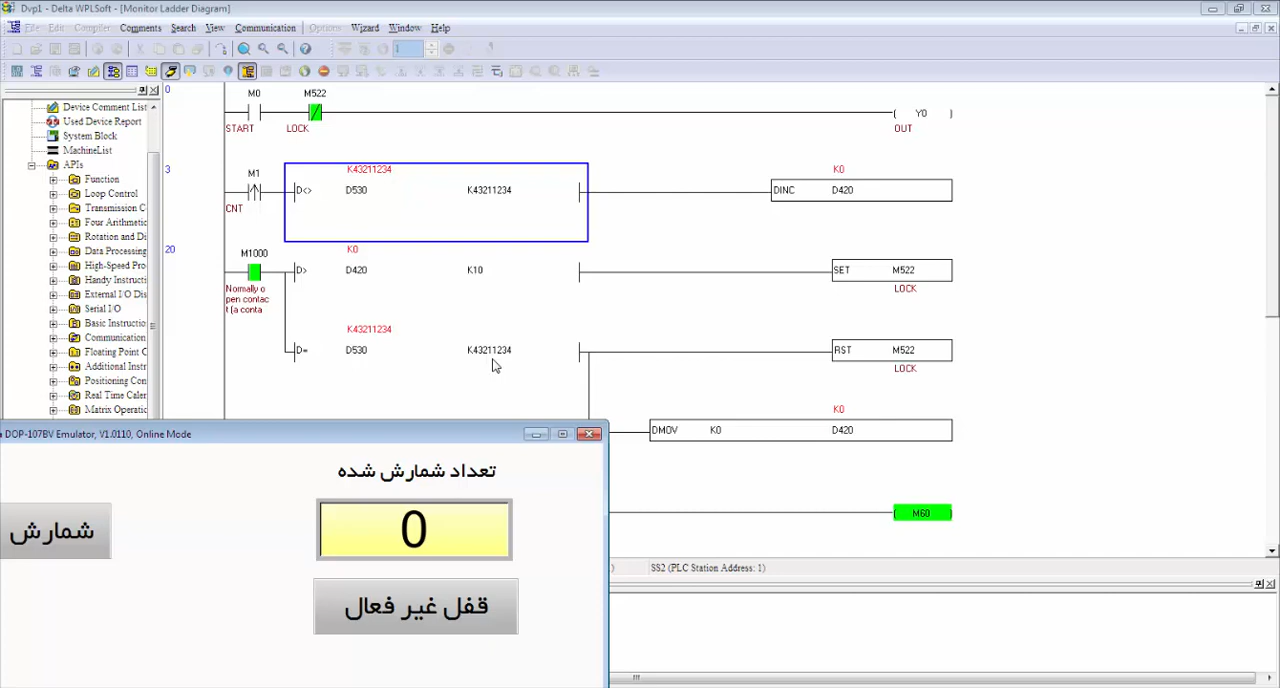 Dvp1 - Delta WPLSoft - [Monitor Ladder Diagram]
File Edit Compiler Comments Search View Communication Options Wizard Window Help
1
Device Comment List
Used Device Report
System Block
MachineList
APIs
Function
Loop Control
Transmission C
Four Arithmetic
Rotation and Di
Data Processing
High-Speed Pro
Handy Instructi
External I/O Dis
Serial I/O
Basic Instructio
Communication
Floating Point C
Additional Instr
Positioning Con
Real Time Caler
Matrix Operatio
0
M0 M522
Y0
START LOCK OUT
3
K43211234 K0
M1
D<> D530 K43211234
DINC D420
CNT
20
K0
M1000
D> D420 K10
SET M522
LOCK
Normally o
pen contac
t (a conta
K43211234
D= D530 K43211234
RST M522
LOCK
K0
DMOV K0 D420
M60
SS2 (PLC Station Address: 1)
a DOP-107BV Emulator, V1.0110, Online Mode
تعداد شمارش شده
شمارش
0
قفل غیر فعال